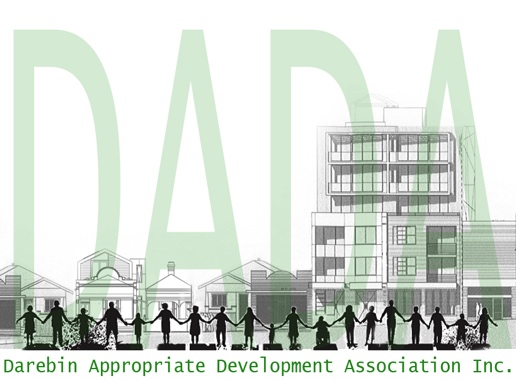 DADA
Darebin Appropriate Development Association Inc.